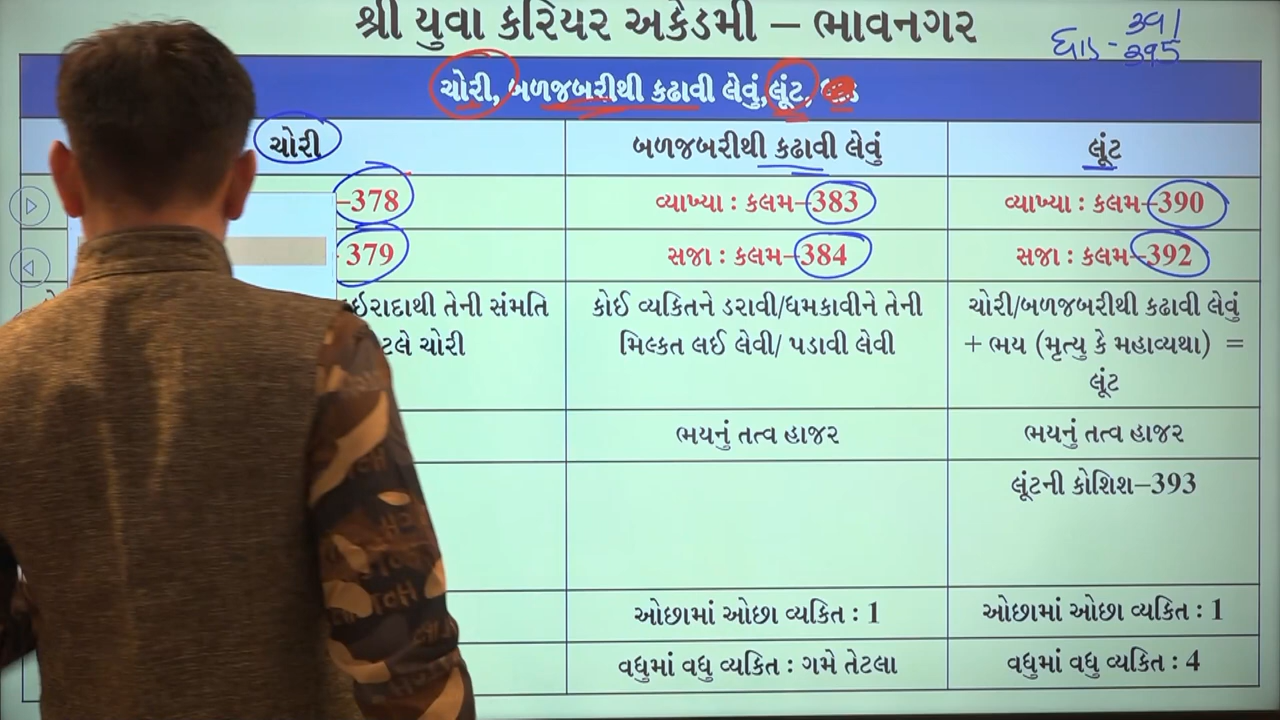 શ્રી યુવા કરિયર અકેડમી – ભાવનગર
ધાડ - 391
395
ચોરી, બળજબરીથી કઢાવી લેવું, લૂંટ,
ચોરી
બળજબરીથી કઢાવી લેવું
લૂંટ
–378
વ્યાખ્યા : કલમ–383
વ્યાખ્યા : કલમ–390
379
સજા : કલમ–384
સજા : કલમ–392
ઈરાદાથી તેની સંમતિ
ચોરી
કોઈ વ્યકિતને ડરાવી/ધમકાવીને તેની
મિલ્કત લઈ લેવી/ પડાવી લેવી
ચોરી/બળજબરીથી કઢાવી લેવું
+ ભય (મૃત્યુ કે મહાવ્યથા) =
લૂંટ
ભયનું તત્વ હાજર
ભયનું તત્વ હાજર
લૂંટની કોશિશ–393
ઓછામાં ઓછા વ્યકિત : 1
ઓછામાં ઓછા વ્યકિત : 1
વધુમાં વધુ વ્યકિત : ગમે તેટલા
વધુમાં વધુ વ્યકિત : 4